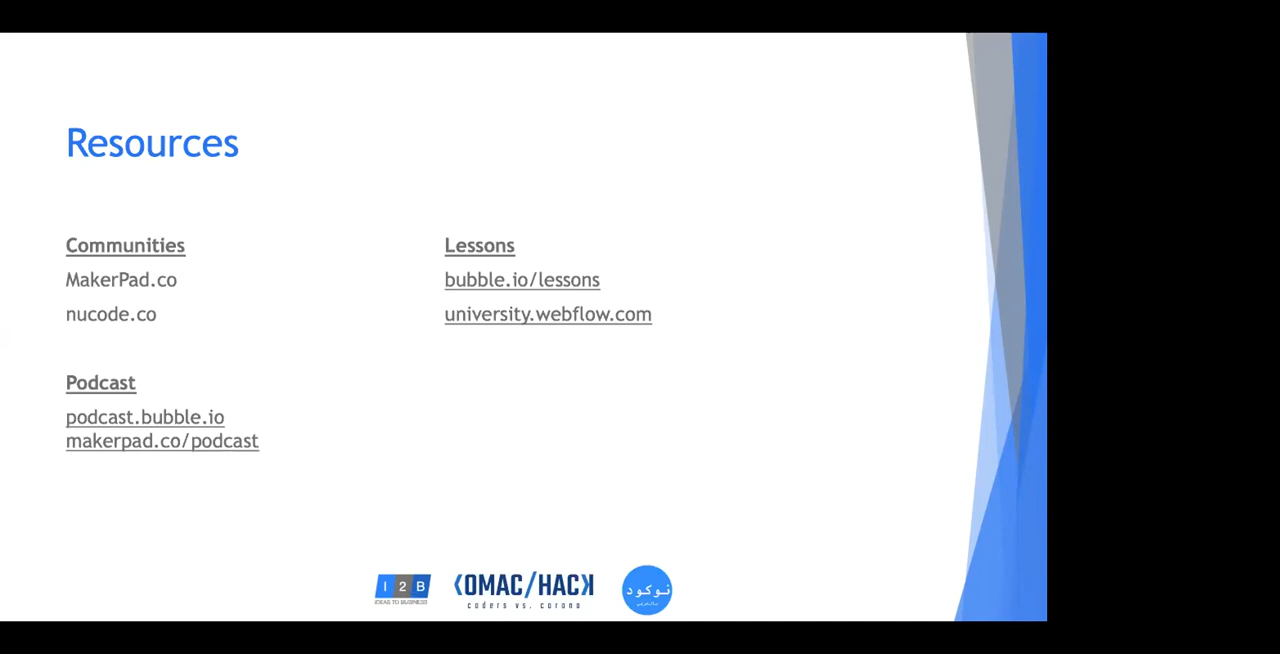 Resources
Communities
MakerPad.co
nucode.co
Podcast
podcast.bubble.io
makerpad.co/podcast
Lessons
bubble.io/lessons
university.webflow.com
I 2 B
IDEAS TO BUSINESS
KOMAC/HACK
coders vs. corona
نوكود